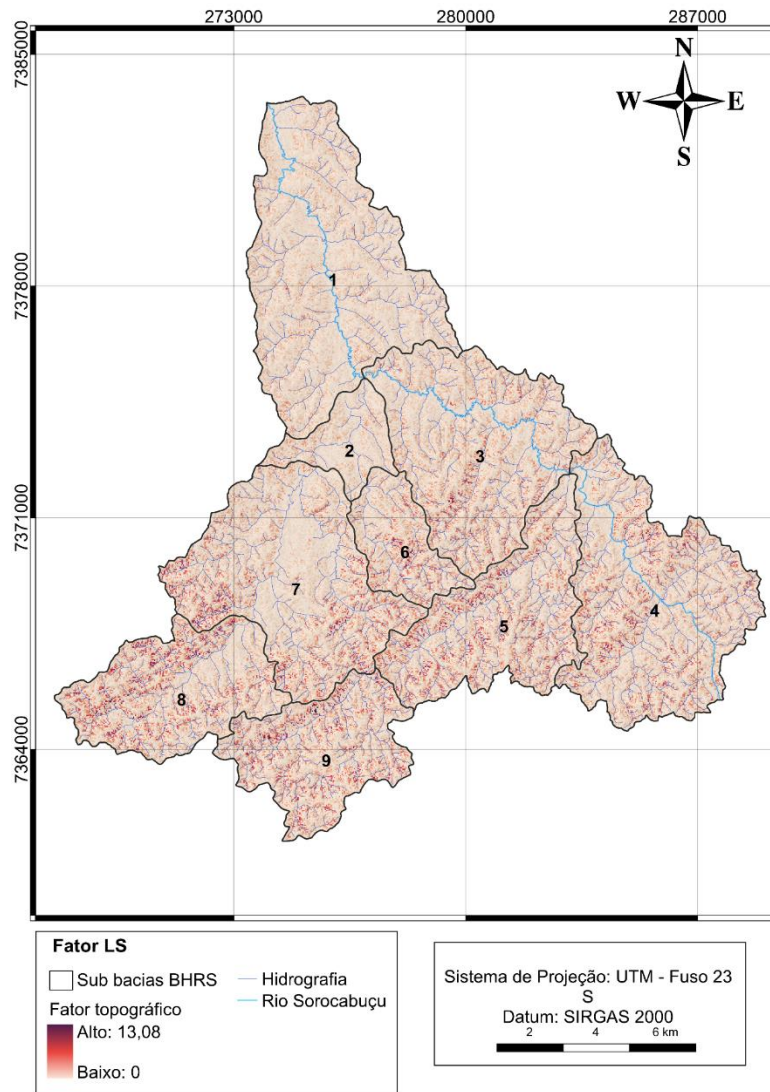 273000 280000 287000
7385000
N
W E
S
7378000
1
2
3
7371000
6
7
4
5
8
7364000
9
Fator LS
Sub bacias BHRS
Hidrografia
Rio Sorocabuçu
Fator topográfico
Alto: 13,08
Baixo: 0
Sistema de Projeção: UTM - Fuso 23
S
Datum: SIRGAS 2000
2 4 6 km